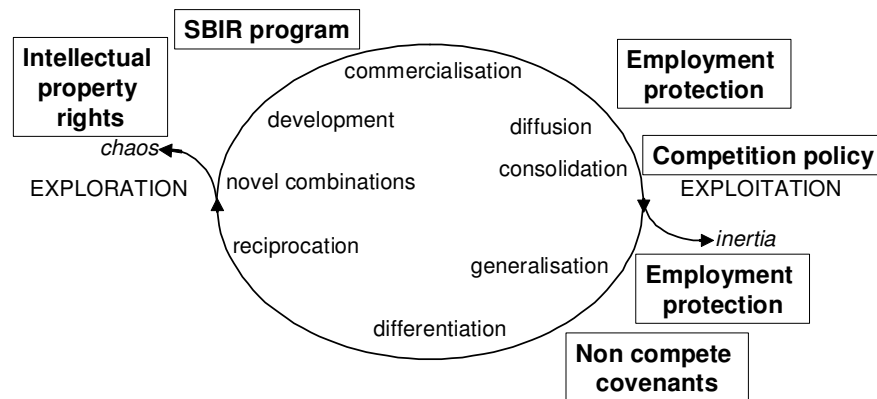 SBIR program
Intellectual
property
rights
commercialisation
Employment
protection
development
diffusion
chaos
consolidation
Competition policy
EXPLORATION
novel combinations
EXPLOITATION
reciprocation
inertia
generalisation
Employment
protection
differentiation
Non compete
covenants